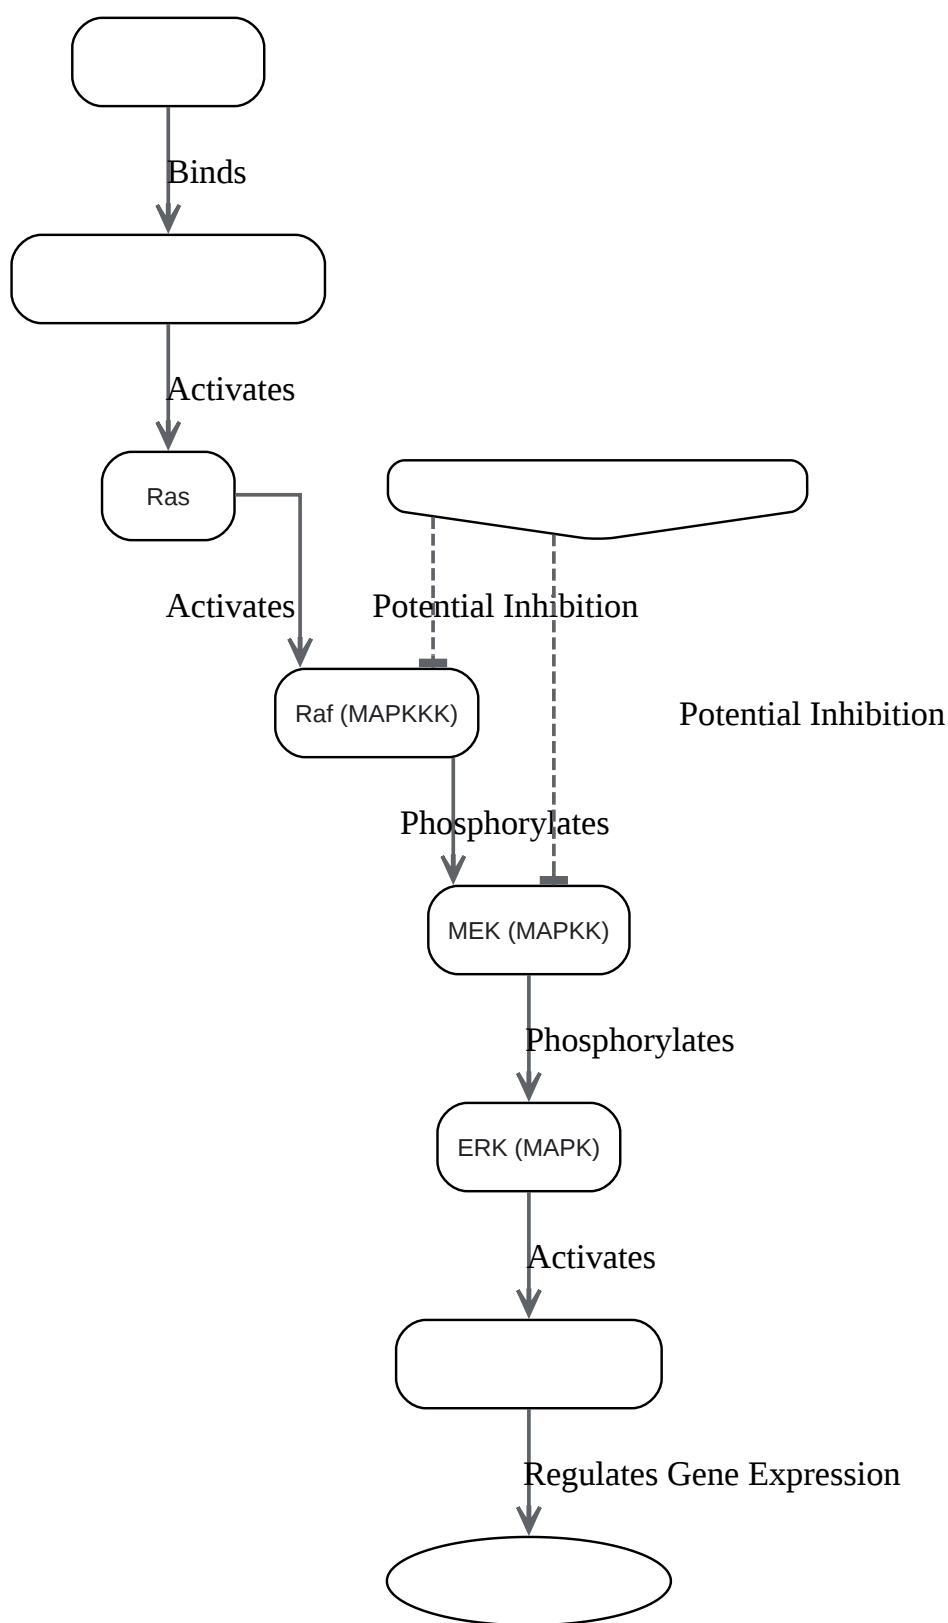 Binds
Activates
Ras
Activates
Potential Inhibition
Raf (MAPKKK)
Potential Inhibition
Phosphorylates
MEK (MAPKK)
Phosphorylates
ERK (MAPK)
Activates
Regulates Gene Expression